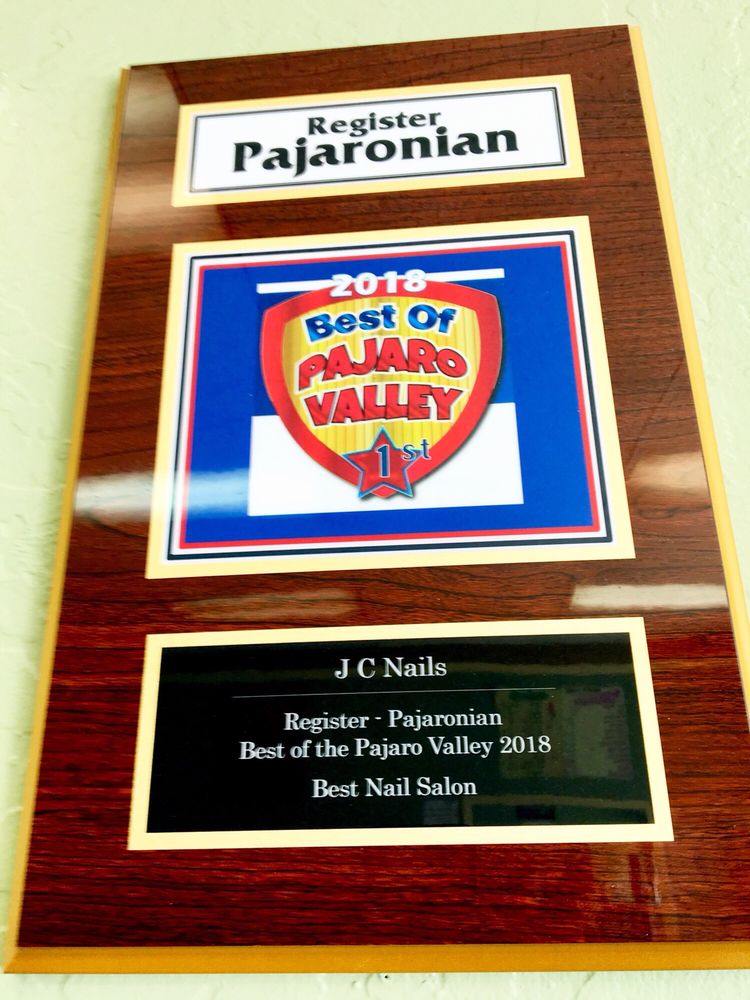 Register
Pajaronian
2018
Best Of
PAJARO
VALLEY
1st
J C Nails
Register - Pajaronian
Best of the Pajaro Valley 2018
Best Nail Salon